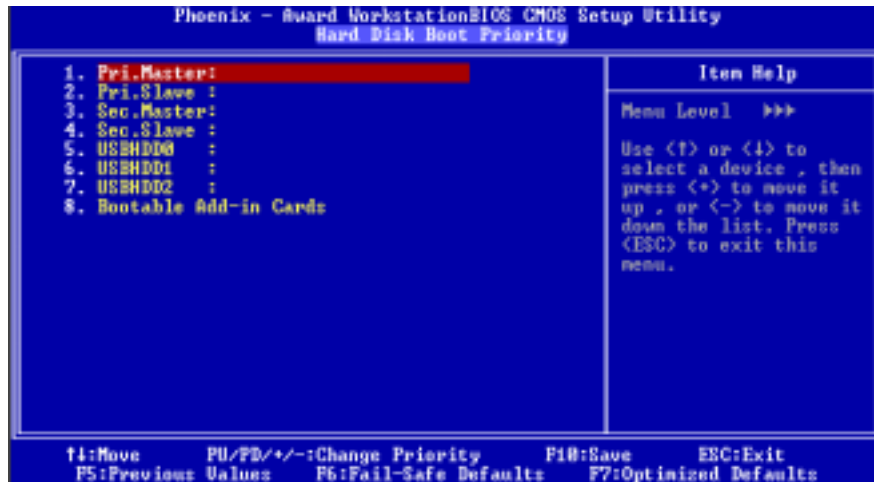 Phoenix - Award WorkstationBIOS CMOS Setup Utility
Hard Disk Boot Priority
1. Pri.Master:
2. Pri.Slave :
3. Sec.Master:
4. Sec.Slave :
5. USBHDD0 :
6. USBHDD1 :
7. USBHDD2 :
8. Bootable Add-in Cards
Item Help
Menu Level ►►►
Use <↑> or <↓> to
select a device , then
press <+> to move it
up , or <-> to move it
down the list. Press
<ESC> to exit this
menu.
↑↓:Move PU/PD/+/-:Change Priority F10:Save ESC:Exit
F5:Previous Values F6:Fail-Safe Defaults F7:Optimized Defaults